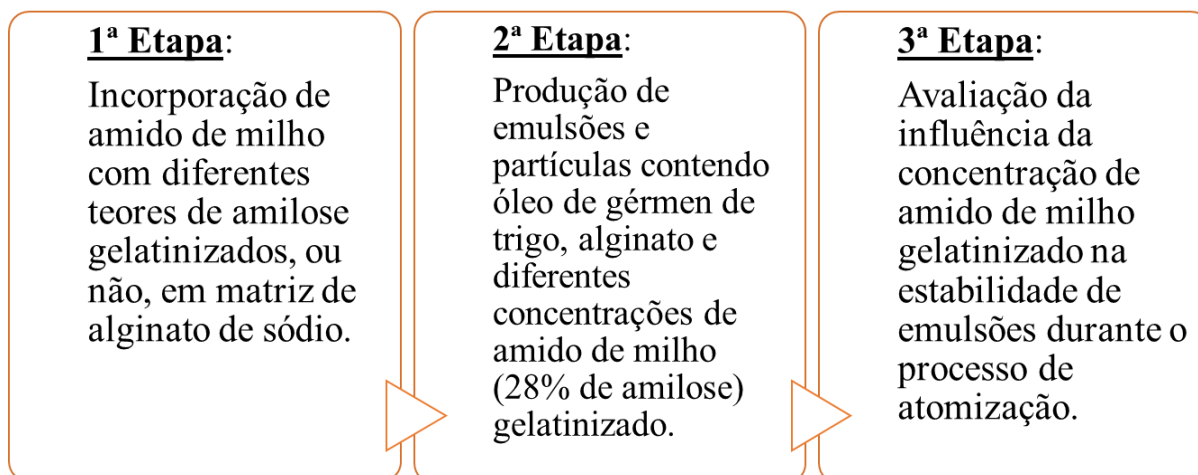 1ª Etapa:
Incorporação de
amido de milho
com diferentes
teores de amilose
gelatinizados, ou
não, em matriz de
alginato de sódio.
2ª Etapa:
Produção de
emulsões e
partículas contendo
óleo de gérmen de
trigo, alginato e
diferentes
concentrações de
amido de milho
(28% de amilose)
gelatinizado.
3ª Etapa:
Avaliação da
influência da
concentração de
amido de milho
gelatinizado na
estabilidade de
emulsões durante o
processo de
atomização.